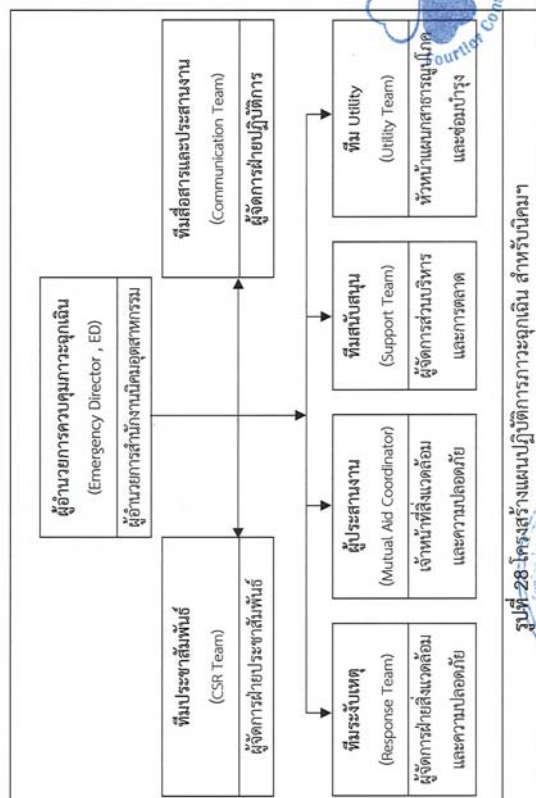 ผู้อำนวยการควบคุมภาวะฉุกเฉิน
(Emergency Director , ED)
ผู้อำนวยการสำนักงานนิคมอุตสาหกรรม
ทีมประชาสัมพันธ์
(CSR Team)
ผู้จัดการฝ่ายประชาสัมพันธ์
ทีมสื่อสารและประสานงาน
(Communication Team)
ผู้จัดการฝ่ายปฏิบัติการ
ทีมระงับเหตุ
(Response Team)
ผู้จัดการฝ่ายสิ่งแวดล้อม
และความปลอดภัย
ผู้ประสานงาน
(Mutual Aid Coordinator)
เจ้าหน้าที่สิ่งแวดล้อม
และความปลอดภัย
ทีมสนับสนุน
(Support Team)
ผู้จัดการส่วนบริหาร
และการตลาด
ทีม Utility
(Utility Team)
หัวหน้าแผนกสาธารณูปโภค
และซ่อมบำรุง
รูปที่ 28 โครงสร้างแผนปฏิบัติการภาวะฉุกเฉิน สำหรับนิคมฯ